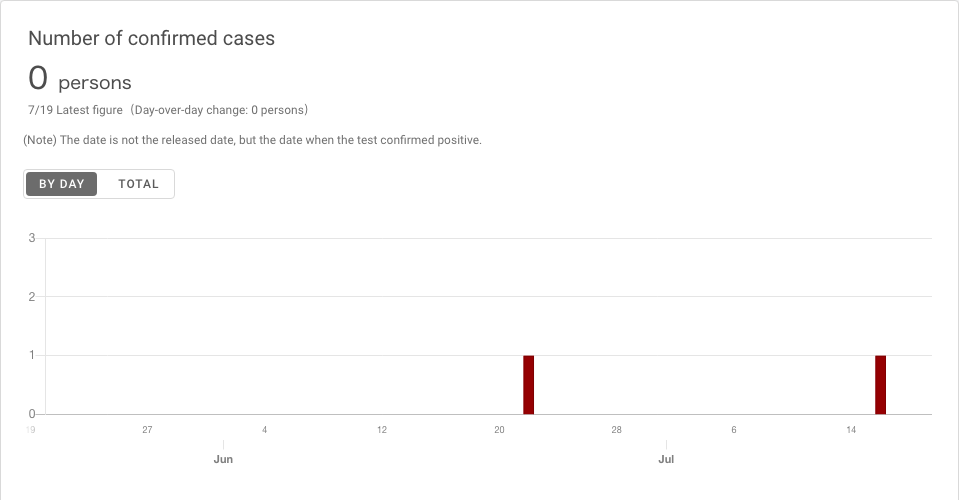 Number of confirmed cases
0 persons
7/19 Latest figure（Day-over-day change: 0 persons）
(Note) The date is not the released date, but the date when the test confirmed positive.
BY DAY TOTAL
3
2
1
0
19 27 4 12 20 28 6 14
Jun Jul